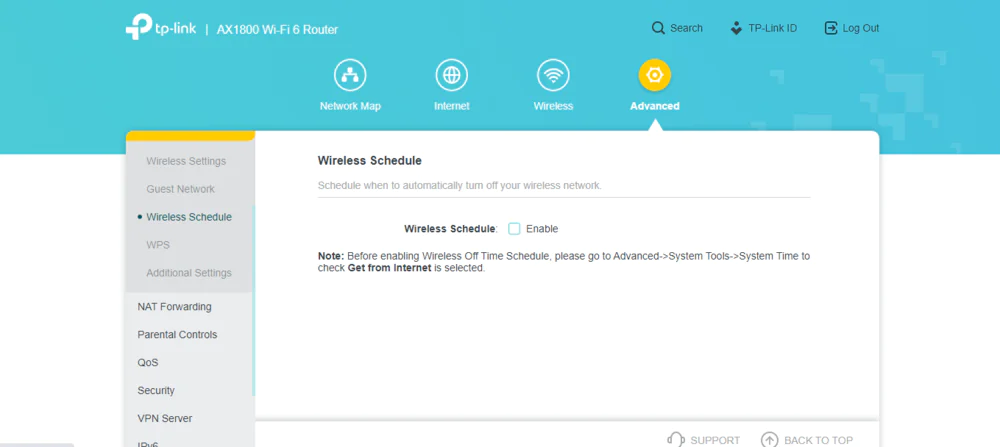 tp-link | AX1800 Wi-Fi 6 Router
Search
TP-Link ID
Log Out
Network Map
Internet
Wireless
Advanced
Wireless Settings
Guest Network
Wireless Schedule
WPS
Additional Settings
NAT Forwarding
Parental Controls
QoS
Security
VPN Server
IPv6
Wireless Schedule
Schedule when to automatically turn off your wireless network.
Wireless Schedule: Enable
Note: Before enabling Wireless Off Time Schedule, please go to Advanced->System Tools->System Time to
check Get from Internet is selected.
SUPPORT
BACK TO TOP